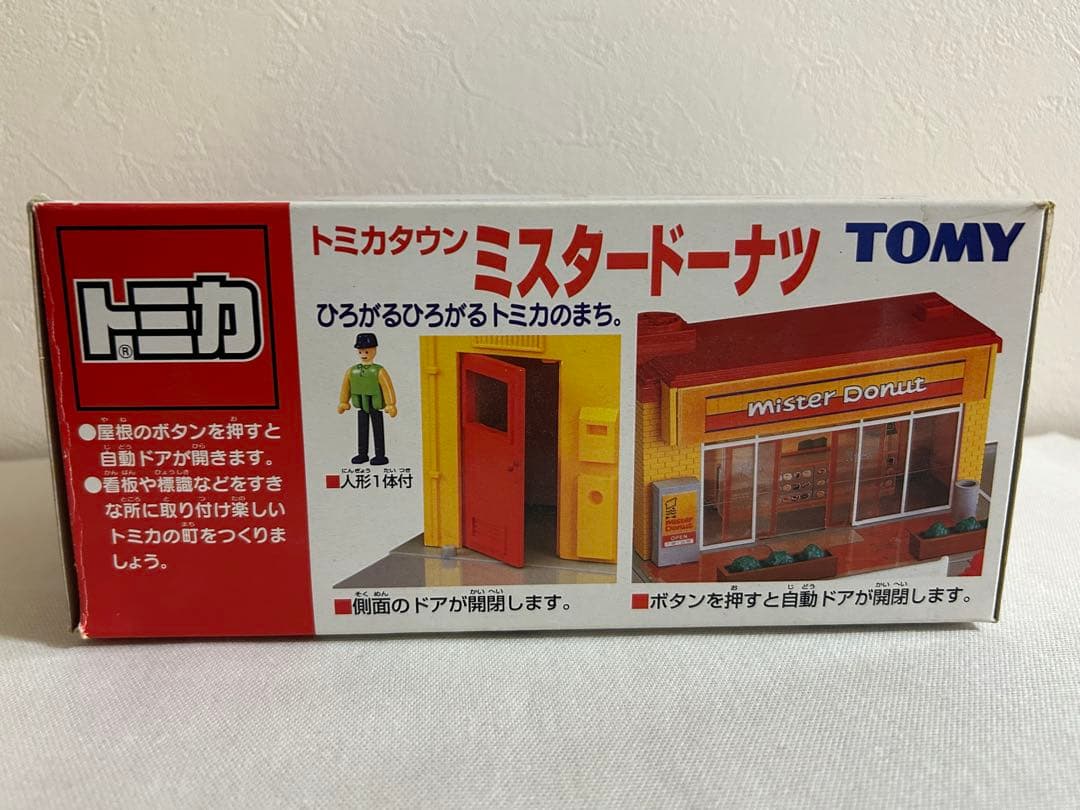 トミカ®
トミカタウン ミスタードーナツ
TOMY
ひろがるひろがるトミカのまち。
●屋根のボタンを押すと
自動ドアが開きます。
●看板や標識などをすき
な所に取り付け楽しい
トミカの町をつくりま
しょう。
■人形1体付
■側面のドアが開閉します。
mister Donut
mister
Donut
OPEN
■ボタンを押すと自動ドアが開閉します。